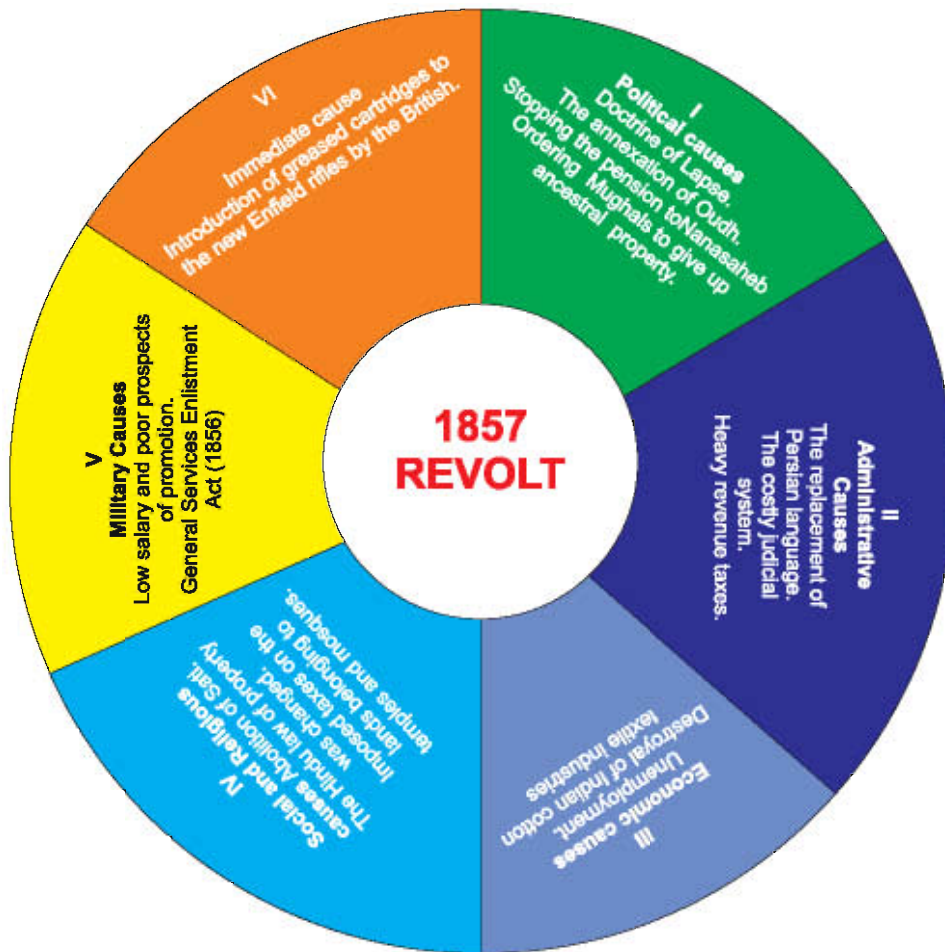 1857
REVOLT
I
Political causes
Doctrine of Lapse.
The annexation of Oudh.
Stopping the pension toNanasaheb
Ordering Mughals to give up
ancestral property.
II
Administrative
Causes
The replacement of
Persian language.
The costly judicial
system.
Heavy revenue taxes.
III
Economic causes
Unemployment,
Destroyal of Indian cotton
textile industries
IV
Social and Religious
causes Abolition of Sati.
The Hindu law of property
was changed.
Imposed taxes on the
lands belonging to
temples and mosques.
V
Military Causes
Low salary and poor prospects
of promotion.
General Services Enlistment
Act (1856)
VI
Immediate cause
Introduction of greased cartridges to
the new Enfield rifles by the British.